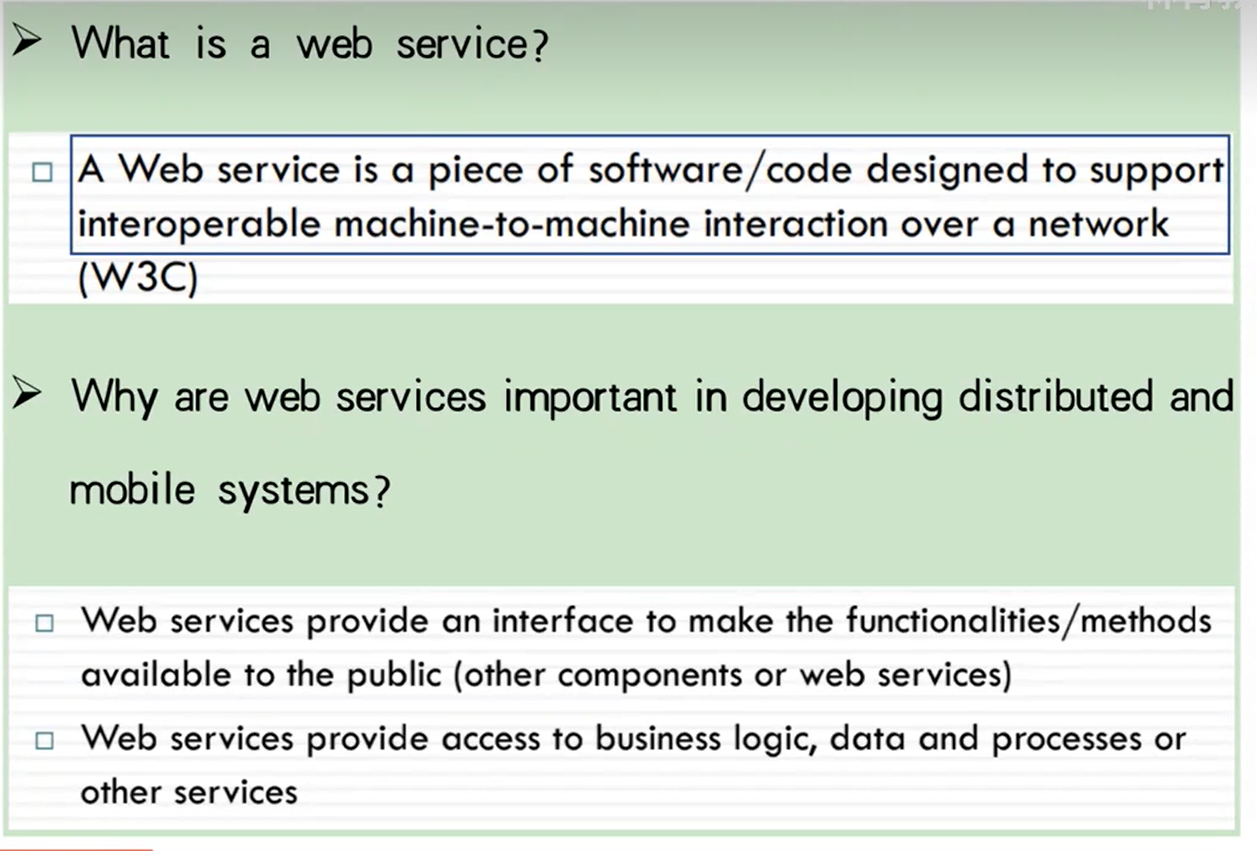 What is a web service?
A Web service is a piece of software/code designed to support
interoperable machine-to-machine interaction over a network
(W3C)
Why are web services important in developing distributed and
mobile systems?
Web services provide an interface to make the functionalities/methods
available to the public (other components or web services)
Web services provide access to business logic, data and processes or
other services